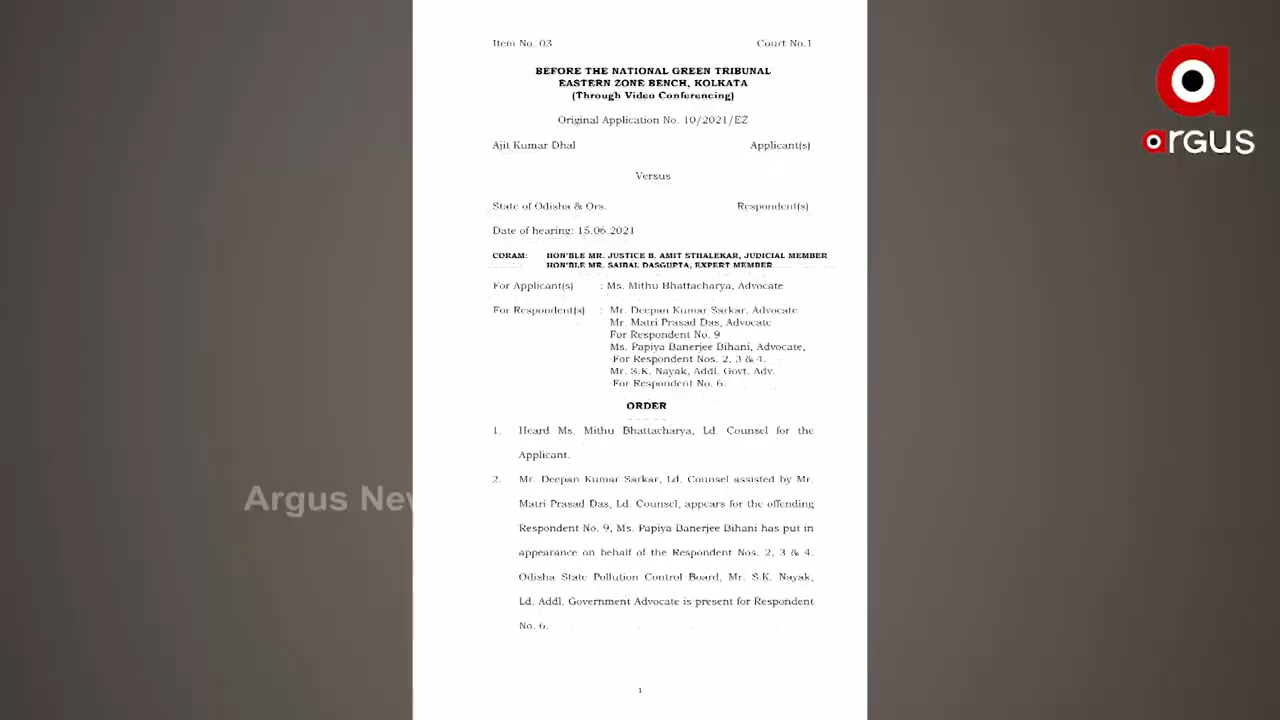 Item No. 03 Court No.1
BEFORE THE NATIONAL GREEN TRIBUNAL
EASTERN ZONE BENCH, KOLKATA
(Through Video Conferencing)
Original Application No. 10/2021/EZ
Ajit Kumar Dhal Applicant(s)
Versus
State of Odisha & Ors. Respondent(s)
Date of hearing: 15.06.2021
CORAM: HON'BLE MR. JUSTICE B. AMIT STHALEKAR, JUDICIAL MEMBER
HON'BLE MR. SAIBAL DASGUPTA, EXPERT MEMBER
For Applicant(s) : Ms. Mithu Bhattacharya, Advocate
For Respondent(s) : Mr. Deepan Kumar Sarkar, Advocate
Mr. Matri Prasad Das, Advocate
For Respondent No. 9
Ms. Papiya Banerjee Bihani, Advocate,
For Respondent Nos. 2, 3 & 4.
Mr. S.K. Nayak, Addl. Govt. Adv.
For Respondent No. 6.
ORDER
1. Heard Ms. Mithu Bhattacharya, Ld. Counsel for the
Applicant.
2. Mr. Deepan Kumar Sarkar, Ld. Counsel assisted by Mr.
Matri Prasad Das, Ld. Counsel, appears for the offending
Respondent No. 9, Ms. Papiya Banerjee Bihani has put in
appearance on behalf of the Respondent Nos. 2, 3 & 4.
Odisha State Pollution Control Board, Mr. S.K. Nayak,
Ld. Addl. Government Advocate is present for Respondent
No. 6.
1
argus
Argus Ne